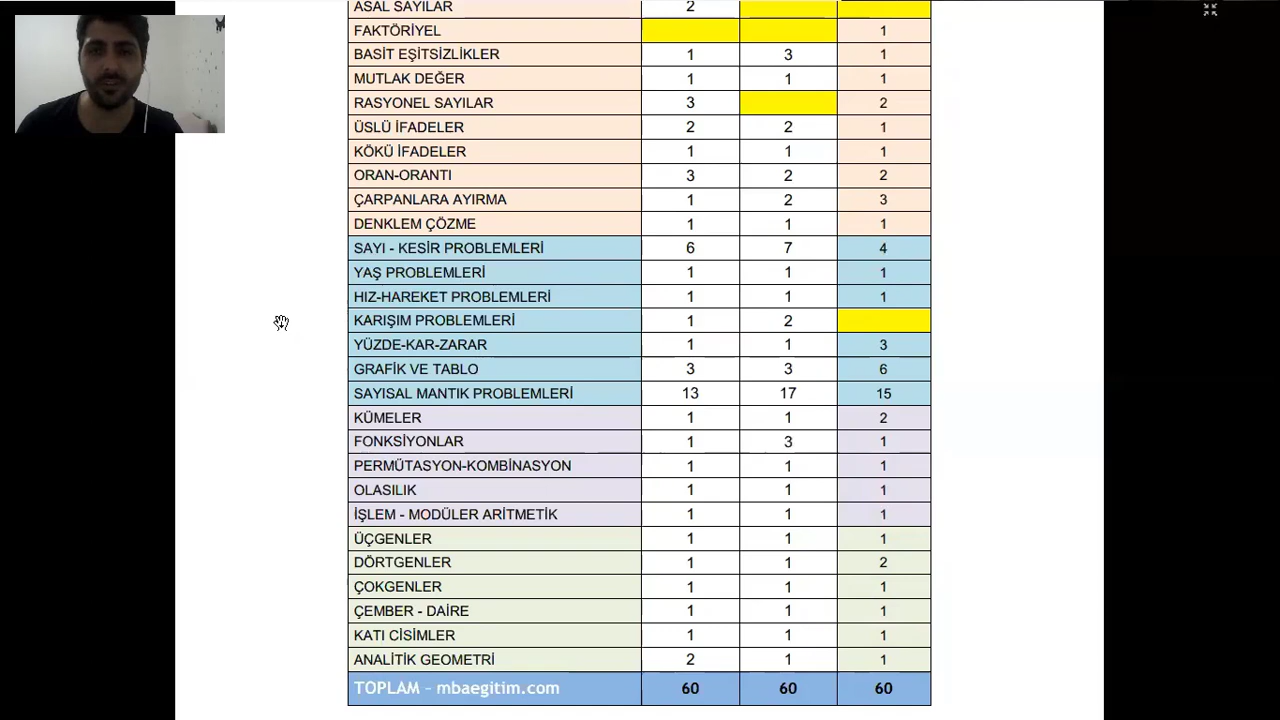 ASAL SAYILAR 2
FAKTÖRİYEL 1
BASİT EŞİTSİZLİKLER 1 3 1
MUTLAK DEĞER 1 1 1
RASYONEL SAYILAR 3 2
ÜSLÜ İFADELER 2 2 1
KÖKÜ İFADELER 1 1 1
ORAN-ORANTI 3 2 2
ÇARPANLARA AYIRMA 1 2 3
DENKLEM ÇÖZME 1 1 1
SAYI - KESİR PROBLEMLERİ 6 7 4
YAŞ PROBLEMLERİ 1 1 1
HIZ-HAREKET PROBLEMLERİ 1 1 1
KARIŞIM PROBLEMLERİ 1 2
YÜZDE-KAR-ZARAR 1 1 3
GRAFİK VE TABLO 3 3 6
SAYISAL MANTIK PROBLEMLERİ 13 17 15
KÜMELER 1 1 2
FONKSİYONLAR 1 3 1
PERMÜTASYON-KOMBİNASYON 1 1 1
OLASILIK 1 1 1
İŞLEM - MODÜLER ARİTMETİK 1 1 1
ÜÇGENLER 1 1 1
DÖRTGENLER 1 1 2
ÇOKGENLER 1 1 1
ÇEMBER - DAİRE 1 1 1
KATI CİSİMLER 1 1 1
ANALİTİK GEOMETRİ 2 1 1
TOPLAM – mbaegitim.com 60 60 60